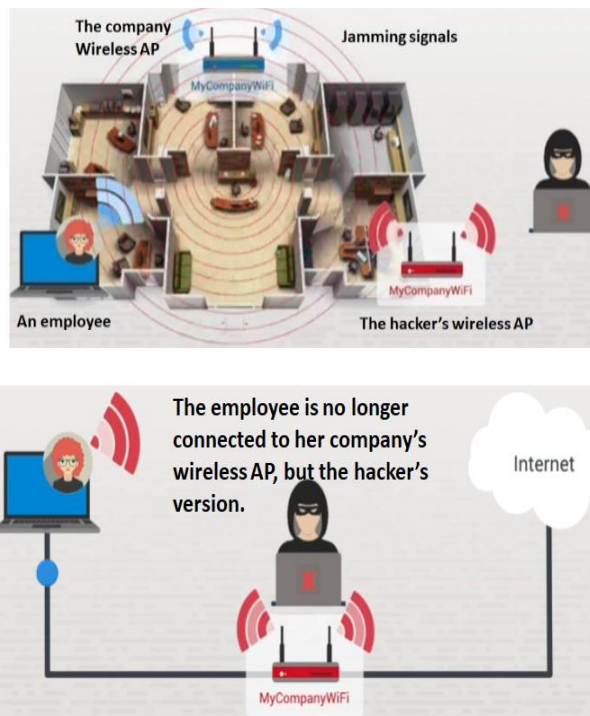 The company
Wireless AP
Jamming signals
MyCompanyWiFi
MyCompanyWiFi
An employee
The hacker's wireless AP
The employee is no longer
connected to her company's
wireless AP, but the hacker's
version.
Internet
MyCompanyWiFi